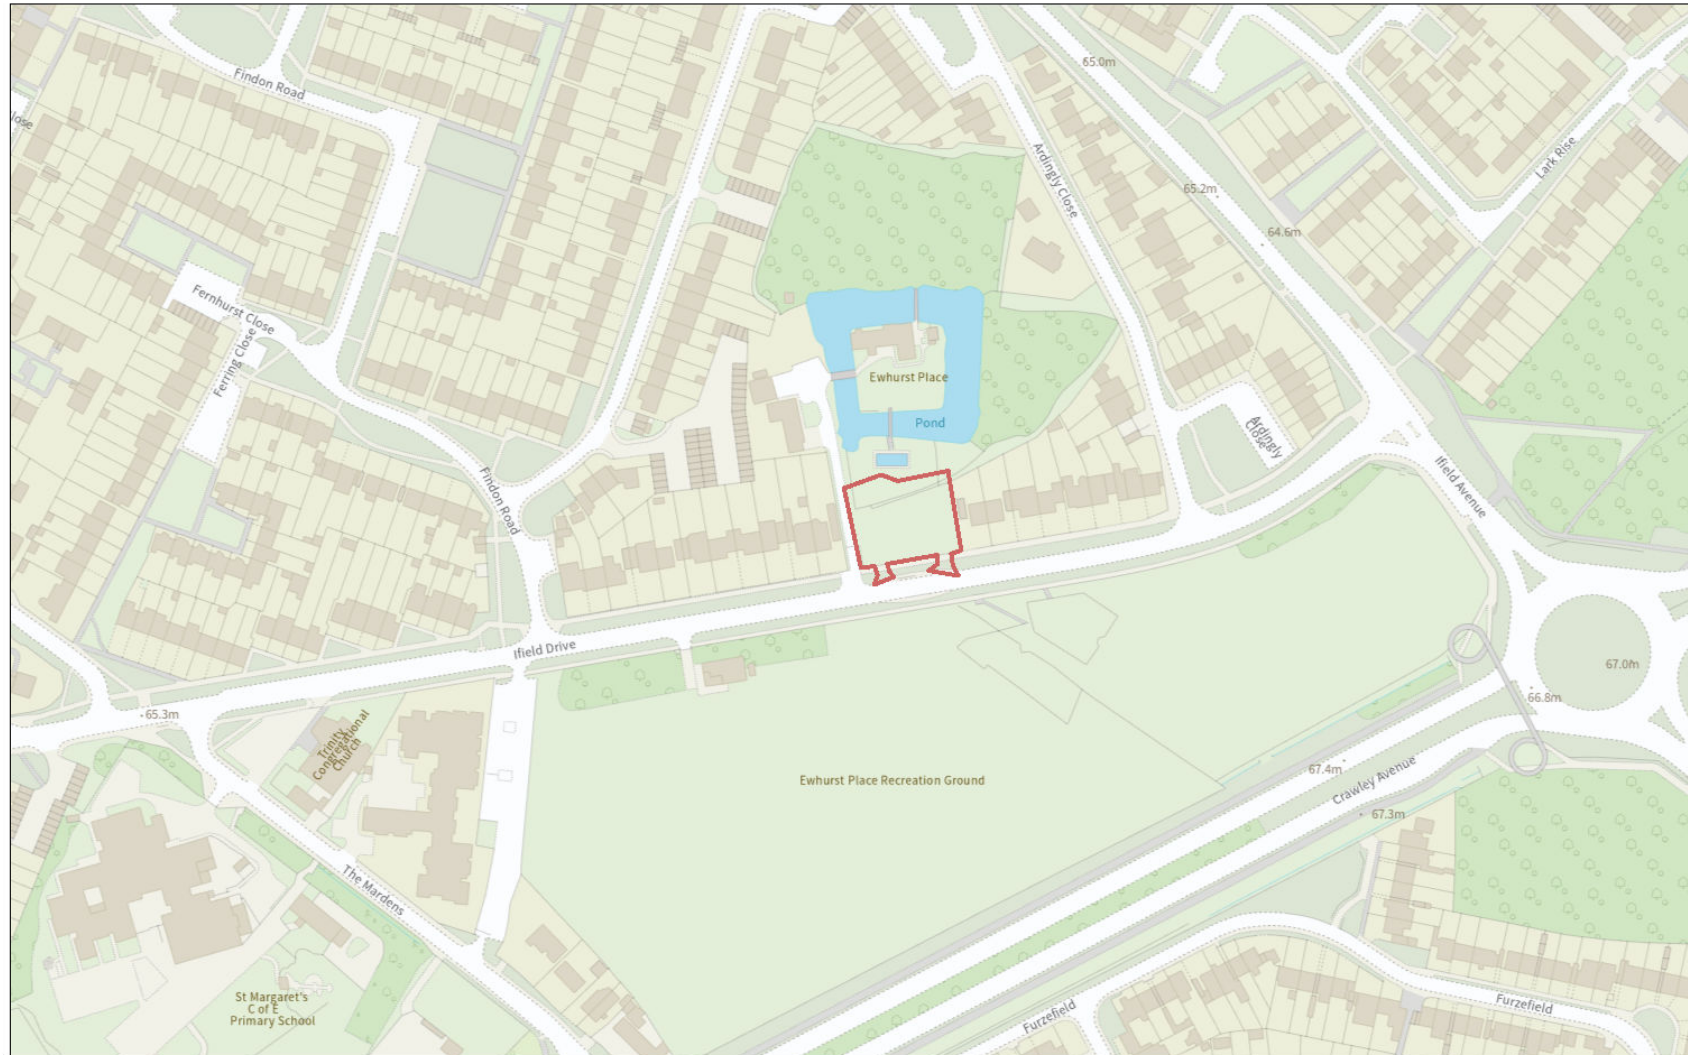 65.0m
Findon Road
lose
Lark Rise
Ardingly Close
65.2m
64.6m
Fernhurst Close
Ferring Close
Ewhurst Place
Pond
Ardingly
Close
Ifield Avenue
Findon Road
Ifield Drive
67.0m
66.8m
65.3m
Trinity
Congregational
Church
Ewhurst Place Recreation Ground
67.4m
Crawley Avenue
67.3m
The Mardens
St Margaret's
C of E
Primary School
Furzefield
Furzefield